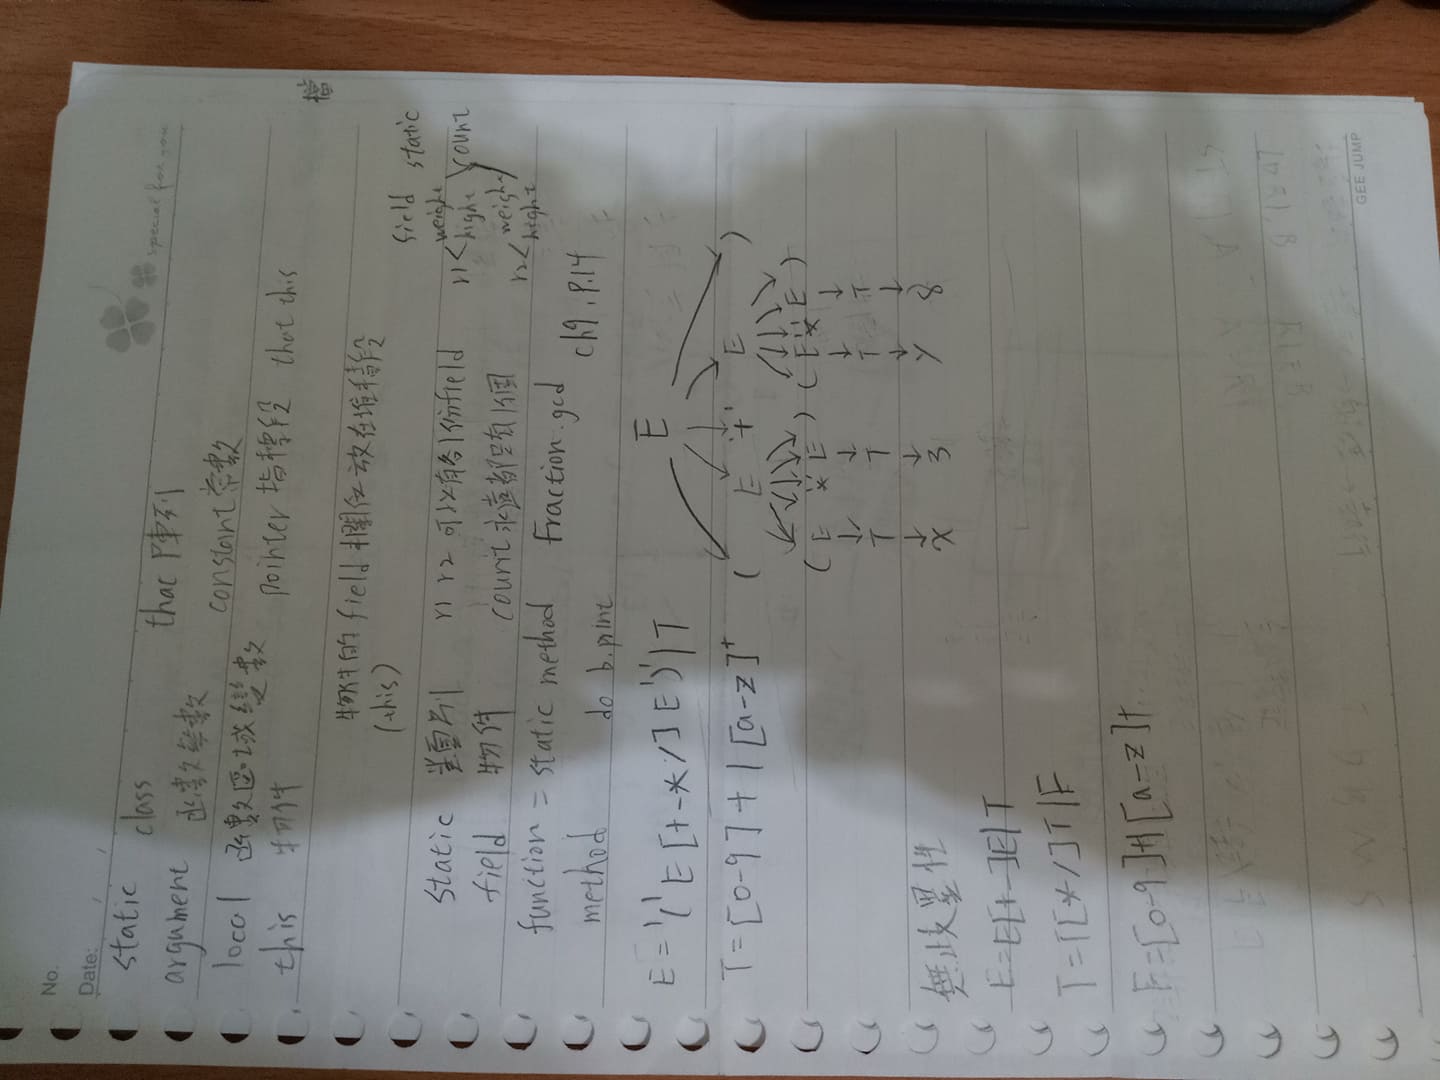 No.
Date:
special for you
static class that 陣列
argument 函數參數 constant 常數
local 函數區域變數 pointer 指標段 that this
this 物件
檔
物件的 field 欄位放在堆積段
(this)
field static
static 類別 r1 r2 可以有各1份field
r1 weight hight count
field 物件 count 永遠都只有1個
r2 weight hight
function = static method Fraction.gcd
ch9, P.14
method do b.print
E = '(' E [+-*/] E ')' | T
T = [0-9]+ | [a-z]+
E
( E '+' E )
( E '*' E ) ( E '*' E )
T T T T
x 3 y 8
無歧異性
E=E[+-]E|T
T=T[*/]T|F
F=[0-9]+|[a-z]+
GEE JUMP